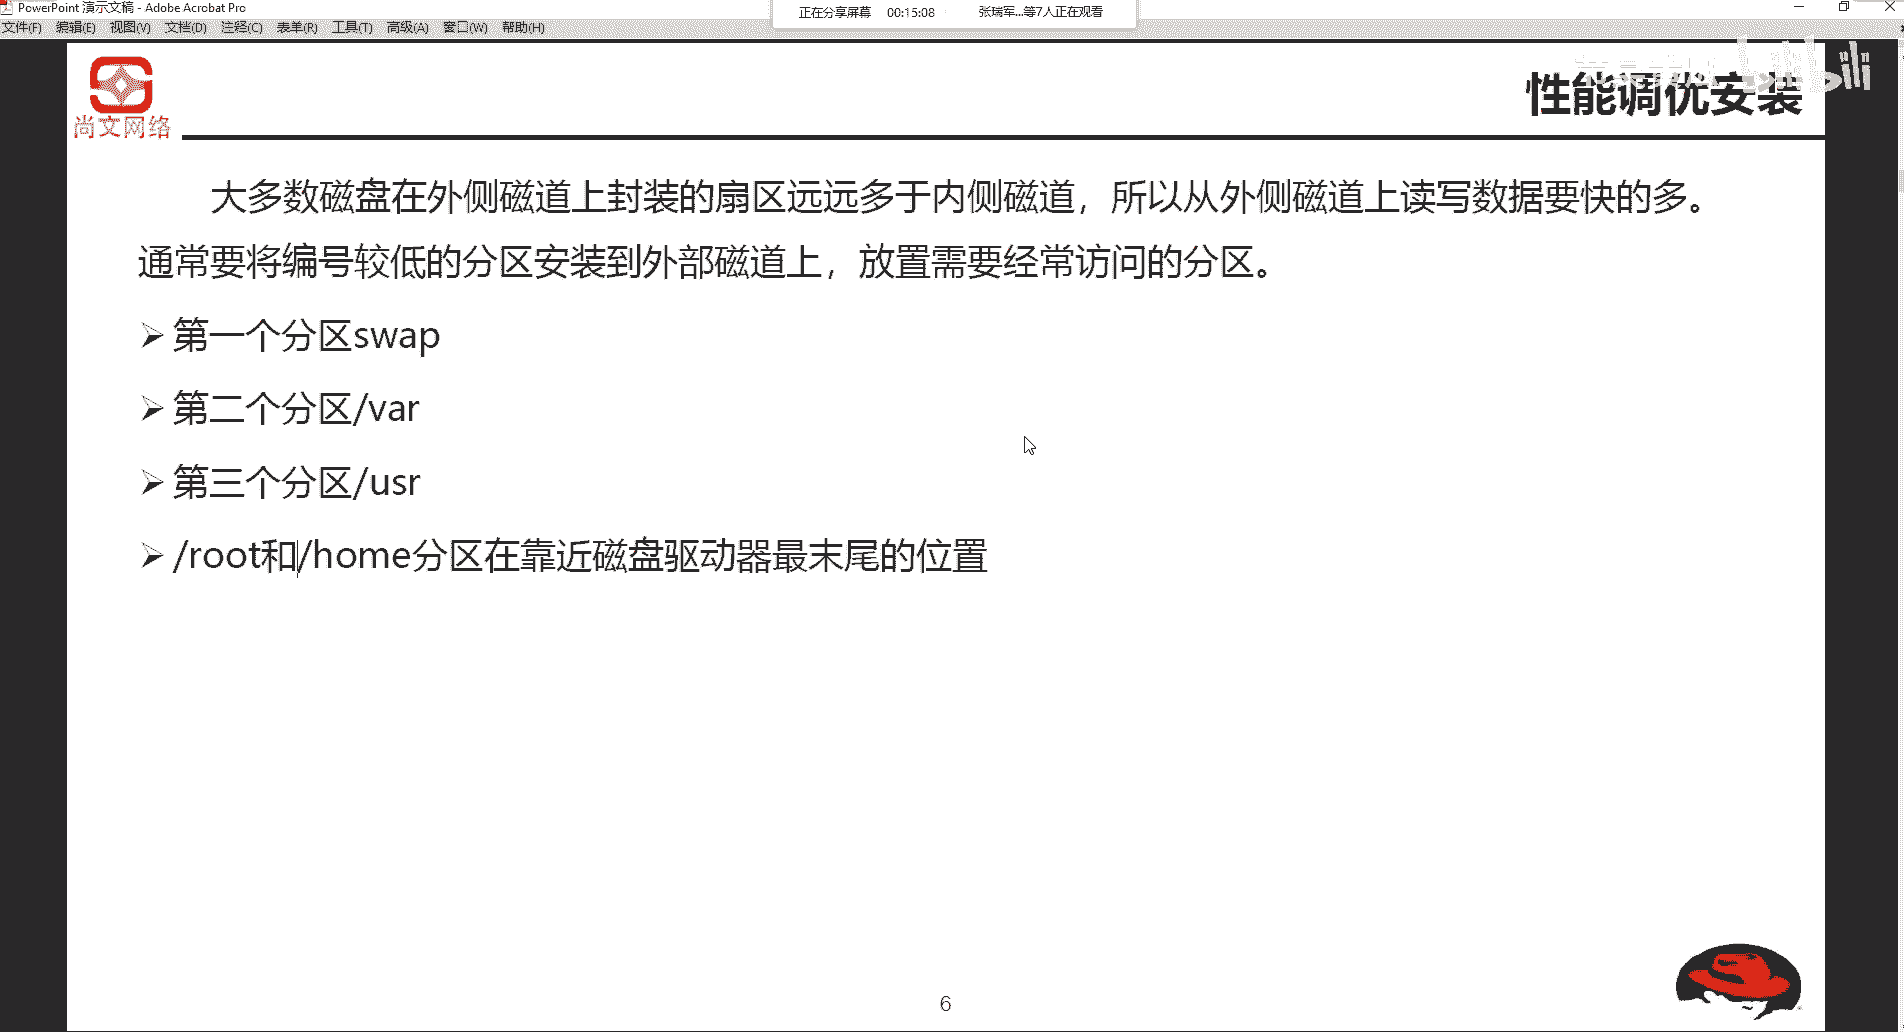 PowerPoint 演示文稿 - Adobe Acrobat Pro
正在分享屏幕 00:15:08 张瑞军...等7人正在观看
文件(F) 编辑(E) 视图(V) 文档(D) 注释(C) 表单(R) 工具(T) 高级(A) 窗口(W) 帮助(H)
bilibili
尚文网络
性能调优安装
大多数磁盘在外侧磁道上封装的扇区远远多于内侧磁道，所以从外侧磁道上读写数据要快的多。
通常要将编号较低的分区安装到外部磁道上，放置需要经常访问的分区。
第一个分区swap
第二个分区/var
第三个分区/usr
/root和/home分区在靠近磁盘驱动器最末尾的位置
6